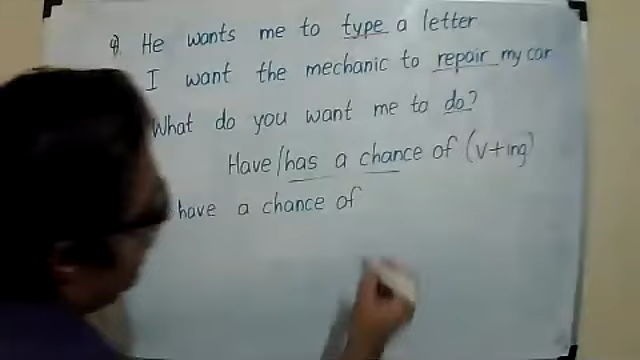 He wants me to type a letter
I want the mechanic to repair my car
What do you want me to do?
Have/has a chance of (v+ing)
have a chance of